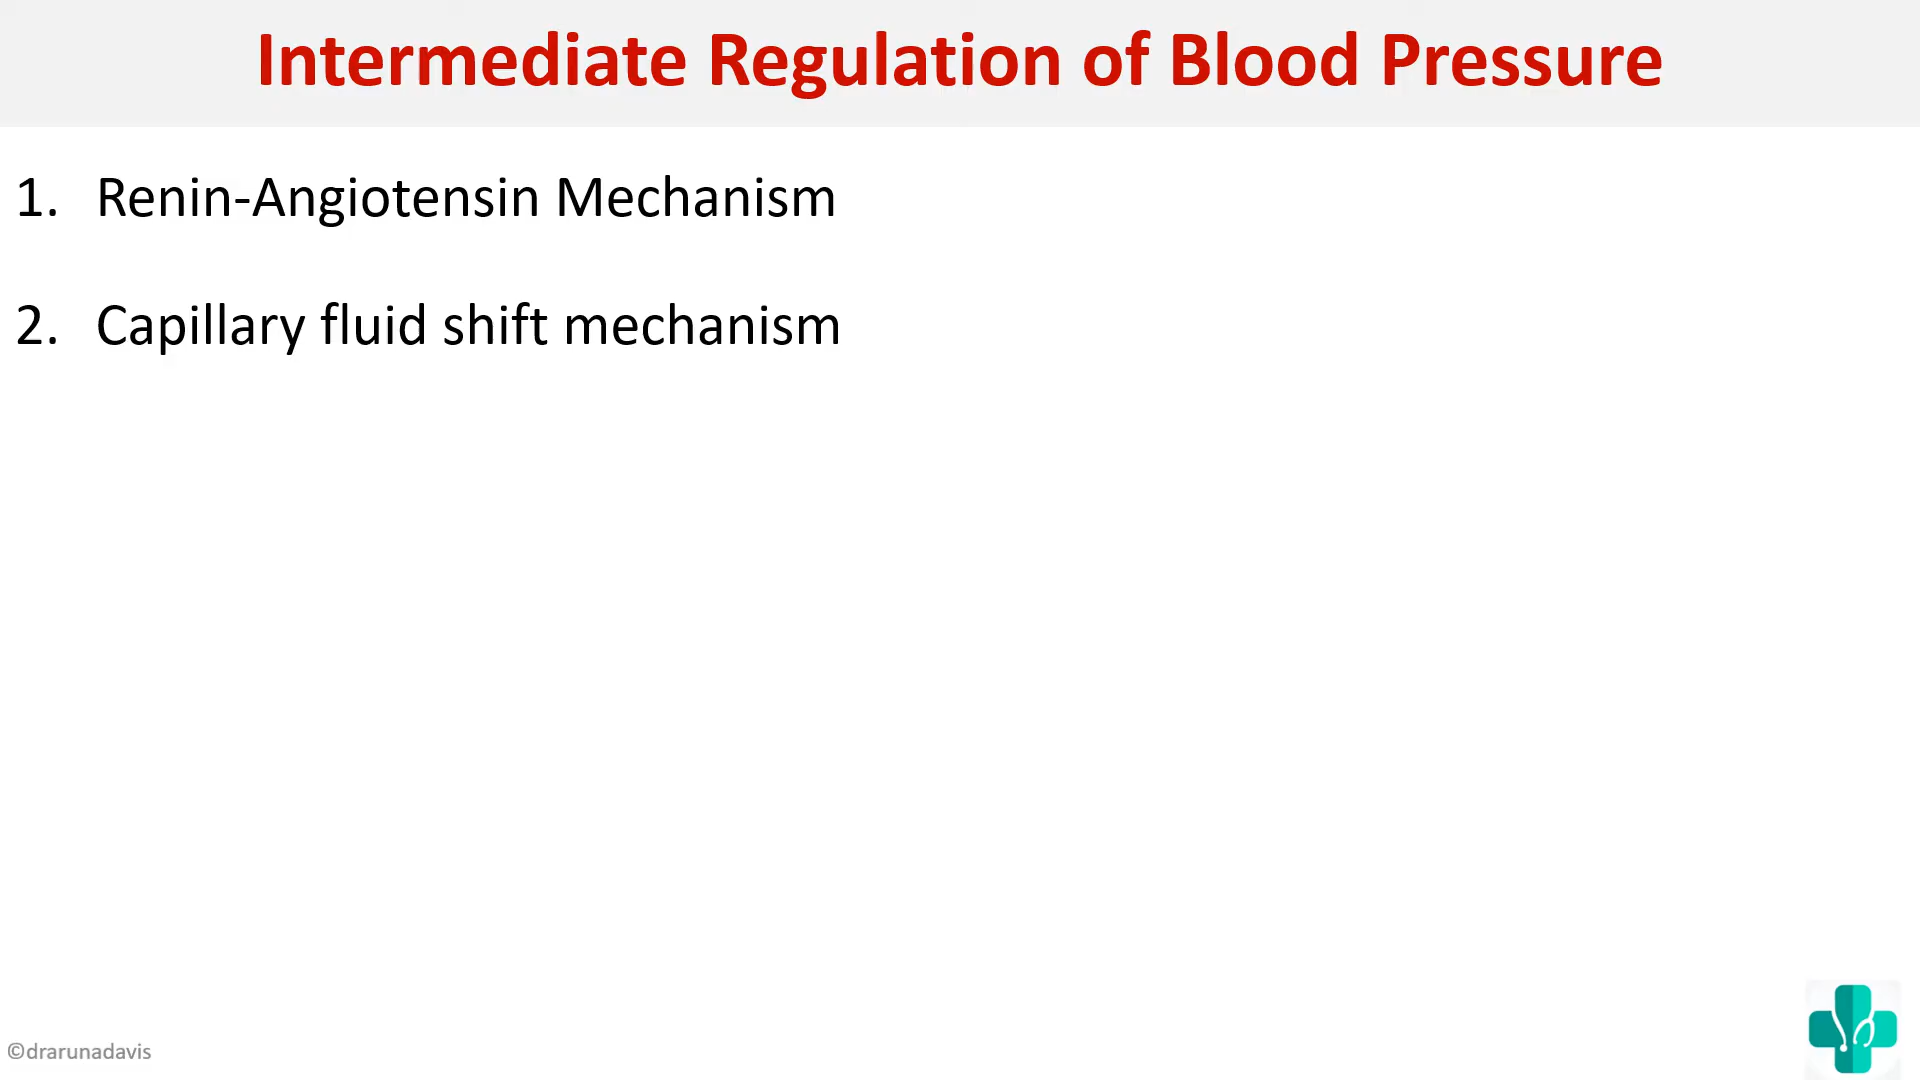 Intermediate Regulation of Blood Pressure
1. Renin-Angiotensin Mechanism
2. Capillary fluid shift mechanism
©drarunadavis